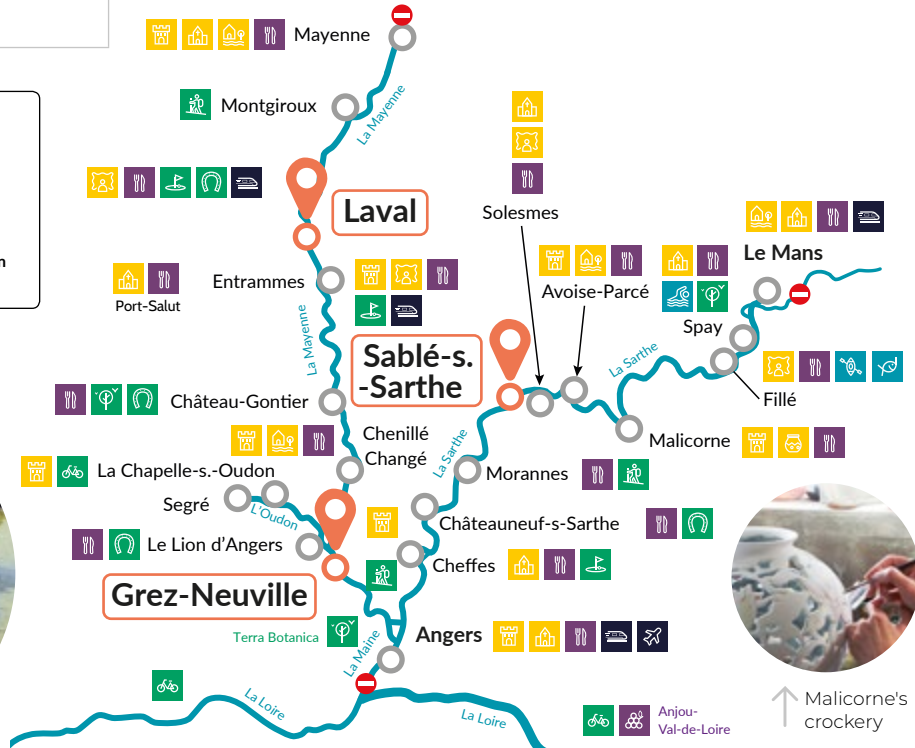 Mayenne
La Mayenne
Montgiroux
Laval
Solesmes
Le Mans
Avoise-Parcé
Spay
Entrammes
Port-Salut
n
La Mayenne
Sablé-s.
-Sarthe
La Sarthe
Fillé
Château-Gontier
Chenillé
Changé
Malicorne
La Sarthe
Morannes
La Chapelle-s.-Oudon
Segré
L'Oudon
Le Lion d'Angers
Châteauneuf-s-Sarthe
Cheffes
Grez-Neuville
Terra Botanica
Angers
La Maine
La Loire
La Loire
Anjou-
Val-de-Loire
Malicorne's
crockery